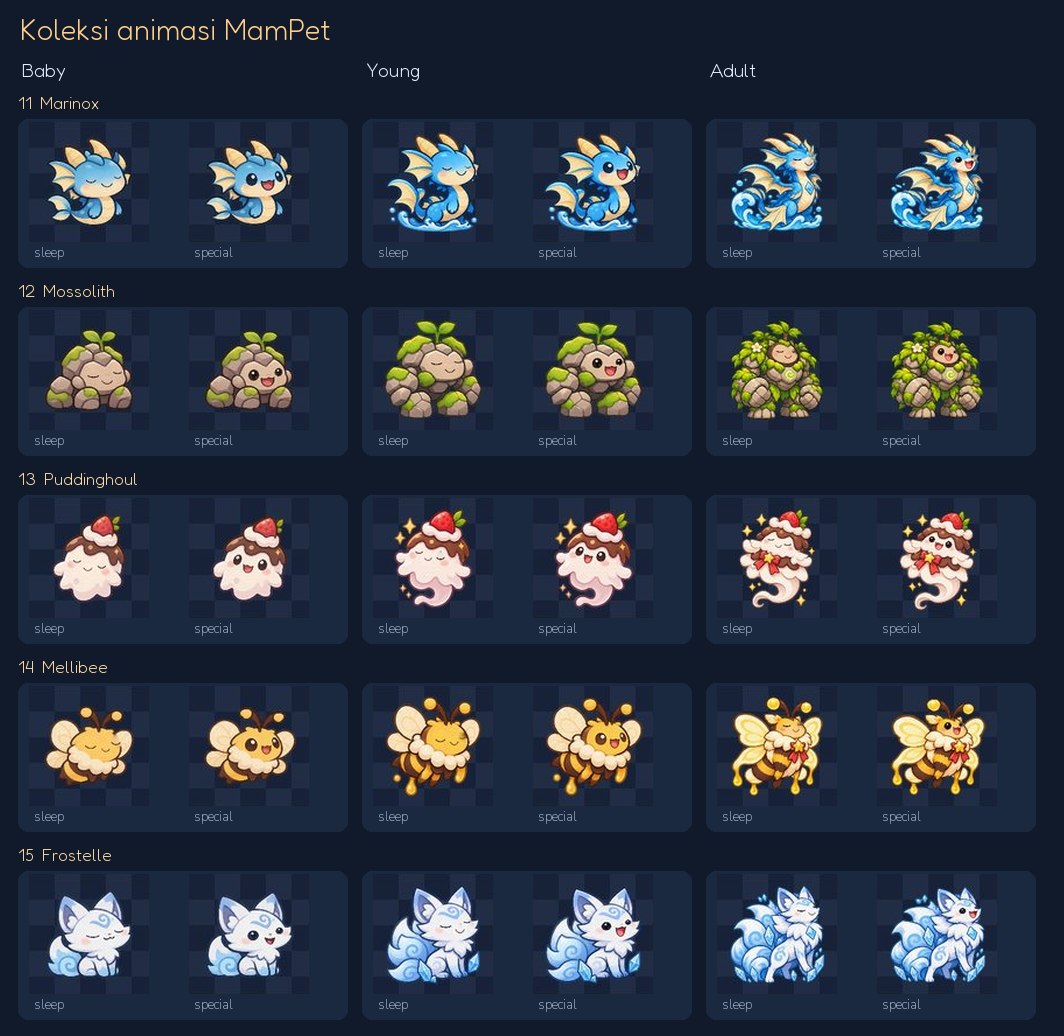 Koleksi animasi MamPet
Baby Young Adult
11 Marinox
sleep special sleep special sleep special
12 Mossolith
sleep special sleep special sleep special
13 Puddinghoul
sleep special sleep special sleep special
14 Mellibee
sleep special sleep special sleep special
15 Frostelle
sleep special sleep special sleep special